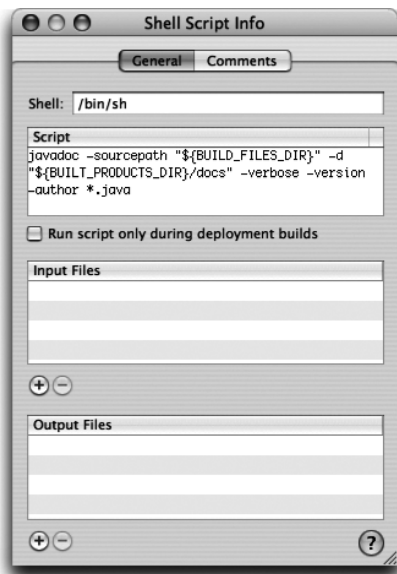 Shell Script Info
General Comments
Shell: /bin/sh
Script
javadoc -sourcepath "${BUILD_FILES_DIR}" -d
"${BUILT_PRODUCTS_DIR}/docs" -verbose -version
-author *.java
Run script only during deployment builds
Input Files
Output Files
?